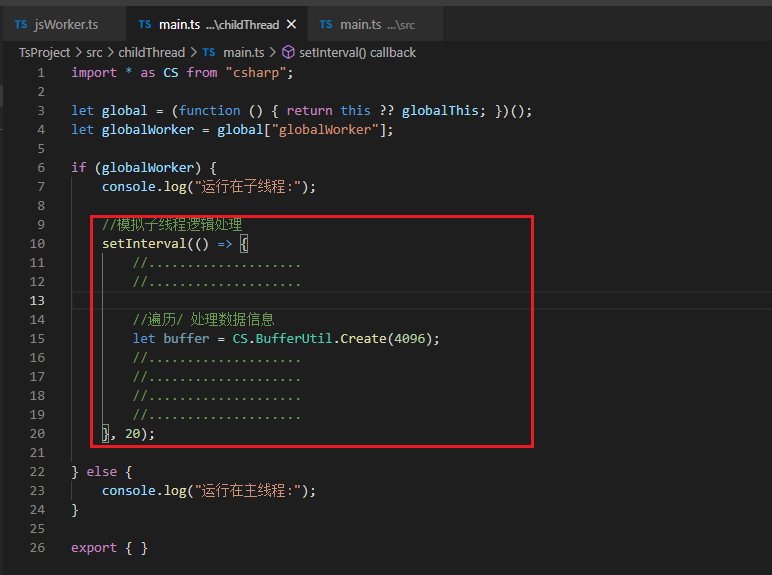 TS jsWorker.ts TS main.ts ...\childThread × TS main.ts ...\src
TsProject > src > childThread > TS main.ts > setInterval() callback
1 import * as CS from "csharp";
2
3 let global = (function () { return this ?? globalThis; })();
4 let globalWorker = global["globalWorker"];
5
6 if (globalWorker) {
7 console.log("运行在子线程:");
8
9 //模拟子线程逻辑处理
10 setInterval(() => {
11 //....................
12 //....................
13
14 //遍历/ 处理数据信息
15 let buffer = CS.BufferUtil.Create(4096);
16 //....................
17 //....................
18 //....................
19 //....................
20 }, 20);
21
22 } else {
23 console.log("运行在主线程:");
24 }
25
26 export { }